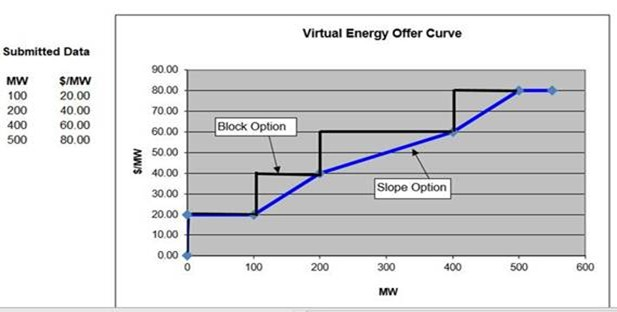 Submitted Data
MW $/MW
100 20.00
200 40.00
400 60.00
500 80.00
Virtual Energy Offer Curve
90.00
80.00
70.00
60.00
50.00
40.00
30.00
20.00
10.00
0.00
$/MW
Block Option
Slope Option
0 100 200 300 400 500 600
MW